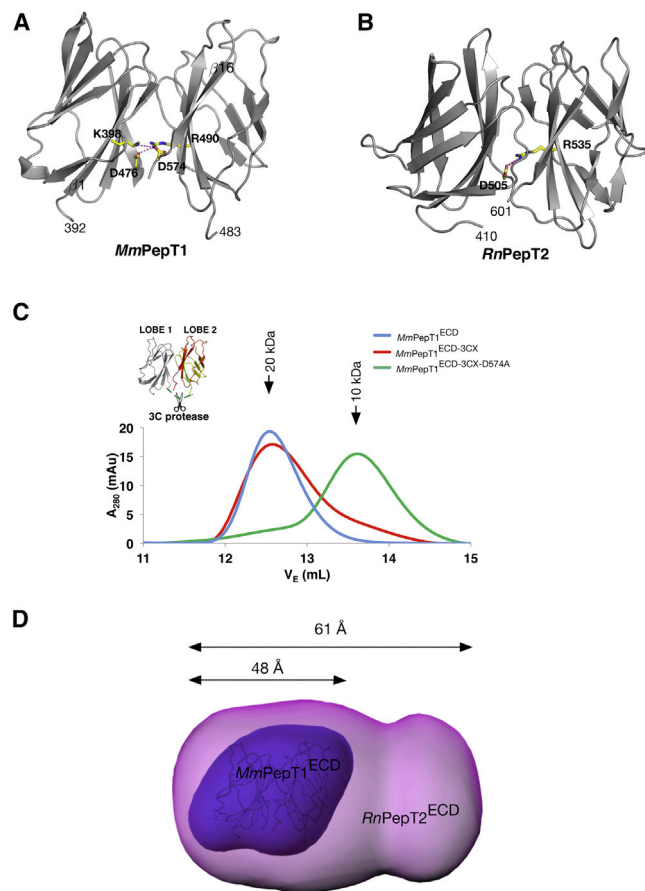 A
β16
K398
R490
D476
D574
β1
392
483
MmPepT1
B
R535
D505
601
410
RnPepT2
C
LOBE 1 LOBE 2
3C protease
20 kDa
10 kDa
MmPepT1ECD
MmPepT1ECD-3CX
MmPepT1ECD-3CX-D574A
A280 (mAu)
20
15
10
5
0
11 12 13 14 15
VE (mL)
D
61 Å
48 Å
MmPepT1ECD
RnPepT2ECD